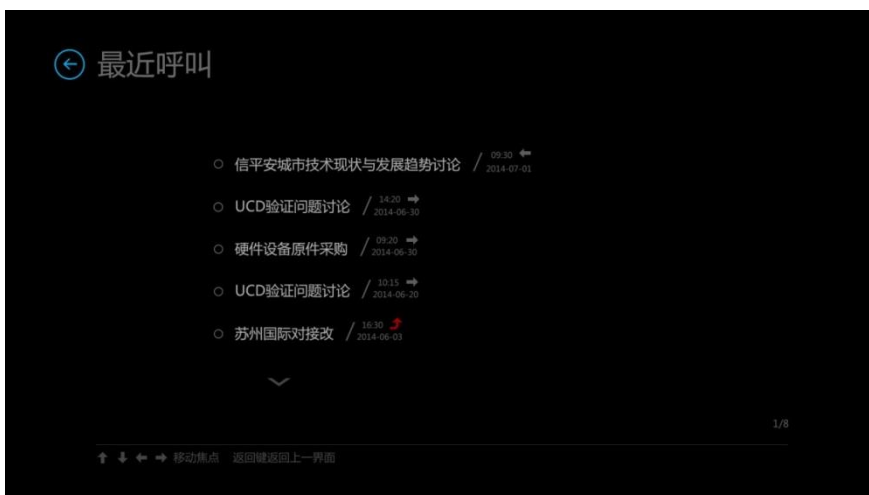 最近呼叫
信平安城市技术现状与发展趋势讨论 / 09:30
2014-07-01
UCD验证问题讨论 / 14:20
2014-06-30
硬件设备原件采购 / 09:20
2014-06-30
UCD验证问题讨论 / 10:15
2014-06-20
苏州国际对接改 / 16:30
2014-06-03
1/8
移动焦点 返回键返回上一界面